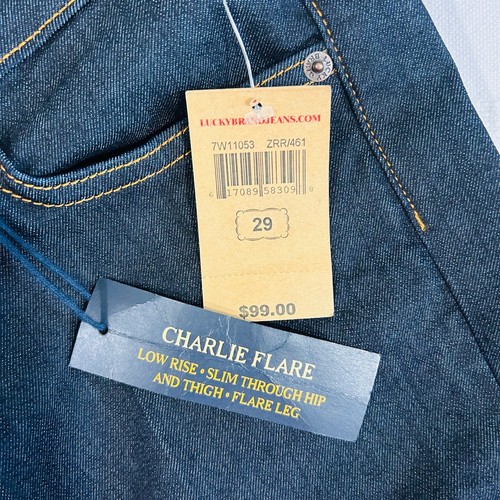 LUCKYBRANDJEANS.COM
7W11053 ZRR/461
6 17089 58309 9
29
$99.00
CHARLIE FLARE
LOW RISE • SLIM THROUGH HIP
AND THIGH • FLARE LEG